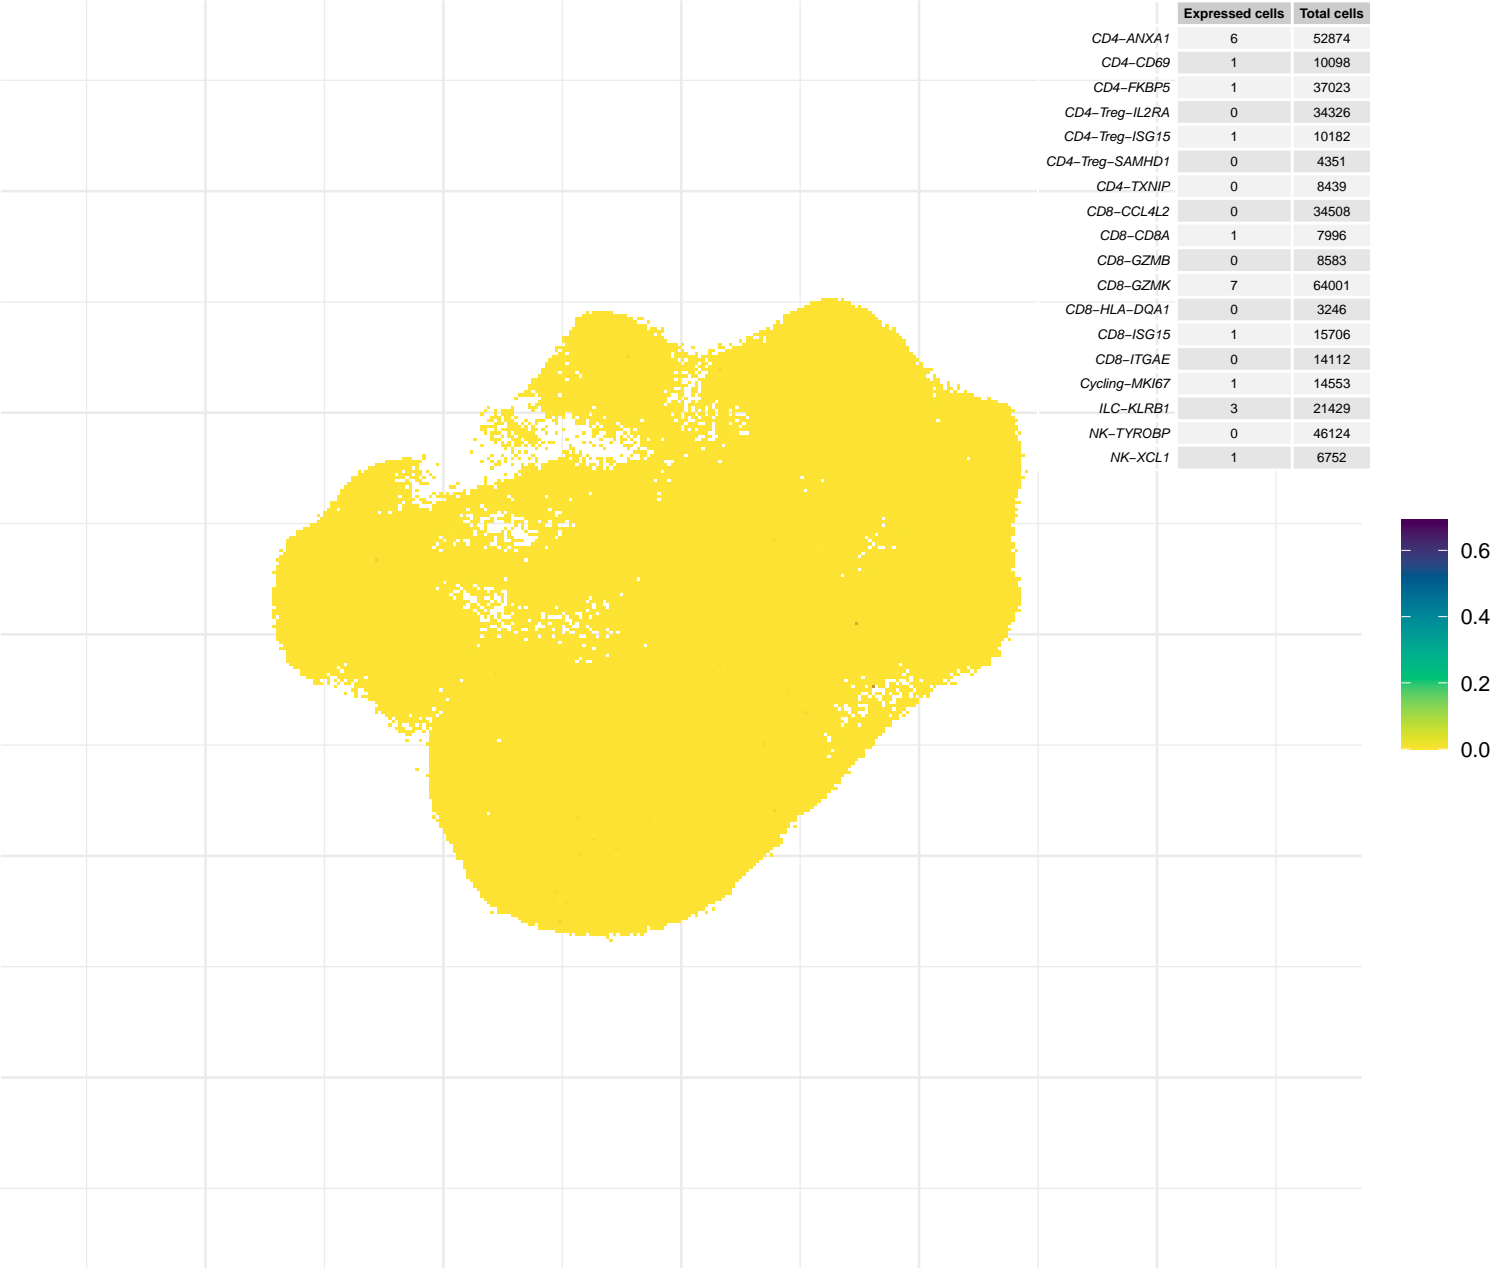 Expressed cells Total cells
CD4−ANXA1 6 52874
CD4−CD69 1 10098
CD4−FKBP5 1 37023
CD4−Treg−IL2RA 0 34326
CD4−Treg−ISG15 1 10182
CD4−Treg−SAMHD1 0 4351
CD4−TXNIP 0 8439
CD8−CCL4L2 0 34508
CD8−CD8A 1 7996
CD8−GZMB 0 8583
CD8−GZMK 7 64001
CD8−HLA−DQA1 0 3246
CD8−ISG15 1 15706
CD8−ITGAE 0 14112
Cycling−MKI67 1 14553
ILC−KLRB1 3 21429
NK−TYROBP 0 46124
NK−XCL1 1 6752
0.6
0.4
0.2
0.0